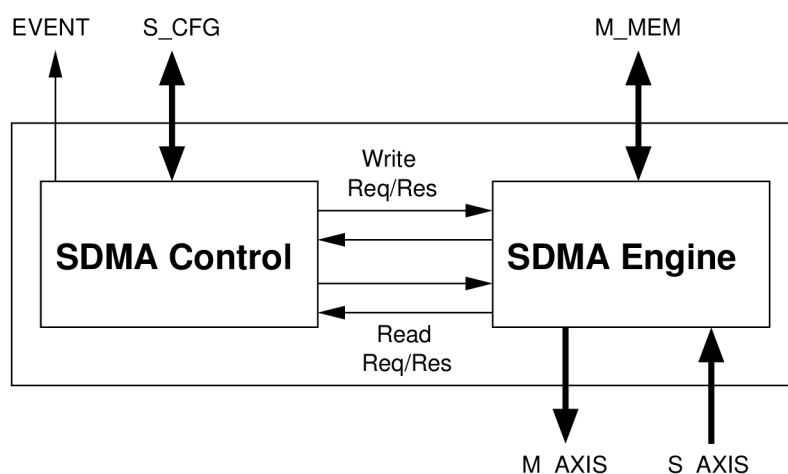 EVENT
S_CFG
M_MEM
Write
Req/Res
SDMA Control
SDMA Engine
Read
Req/Res
M_AXIS
S_AXIS